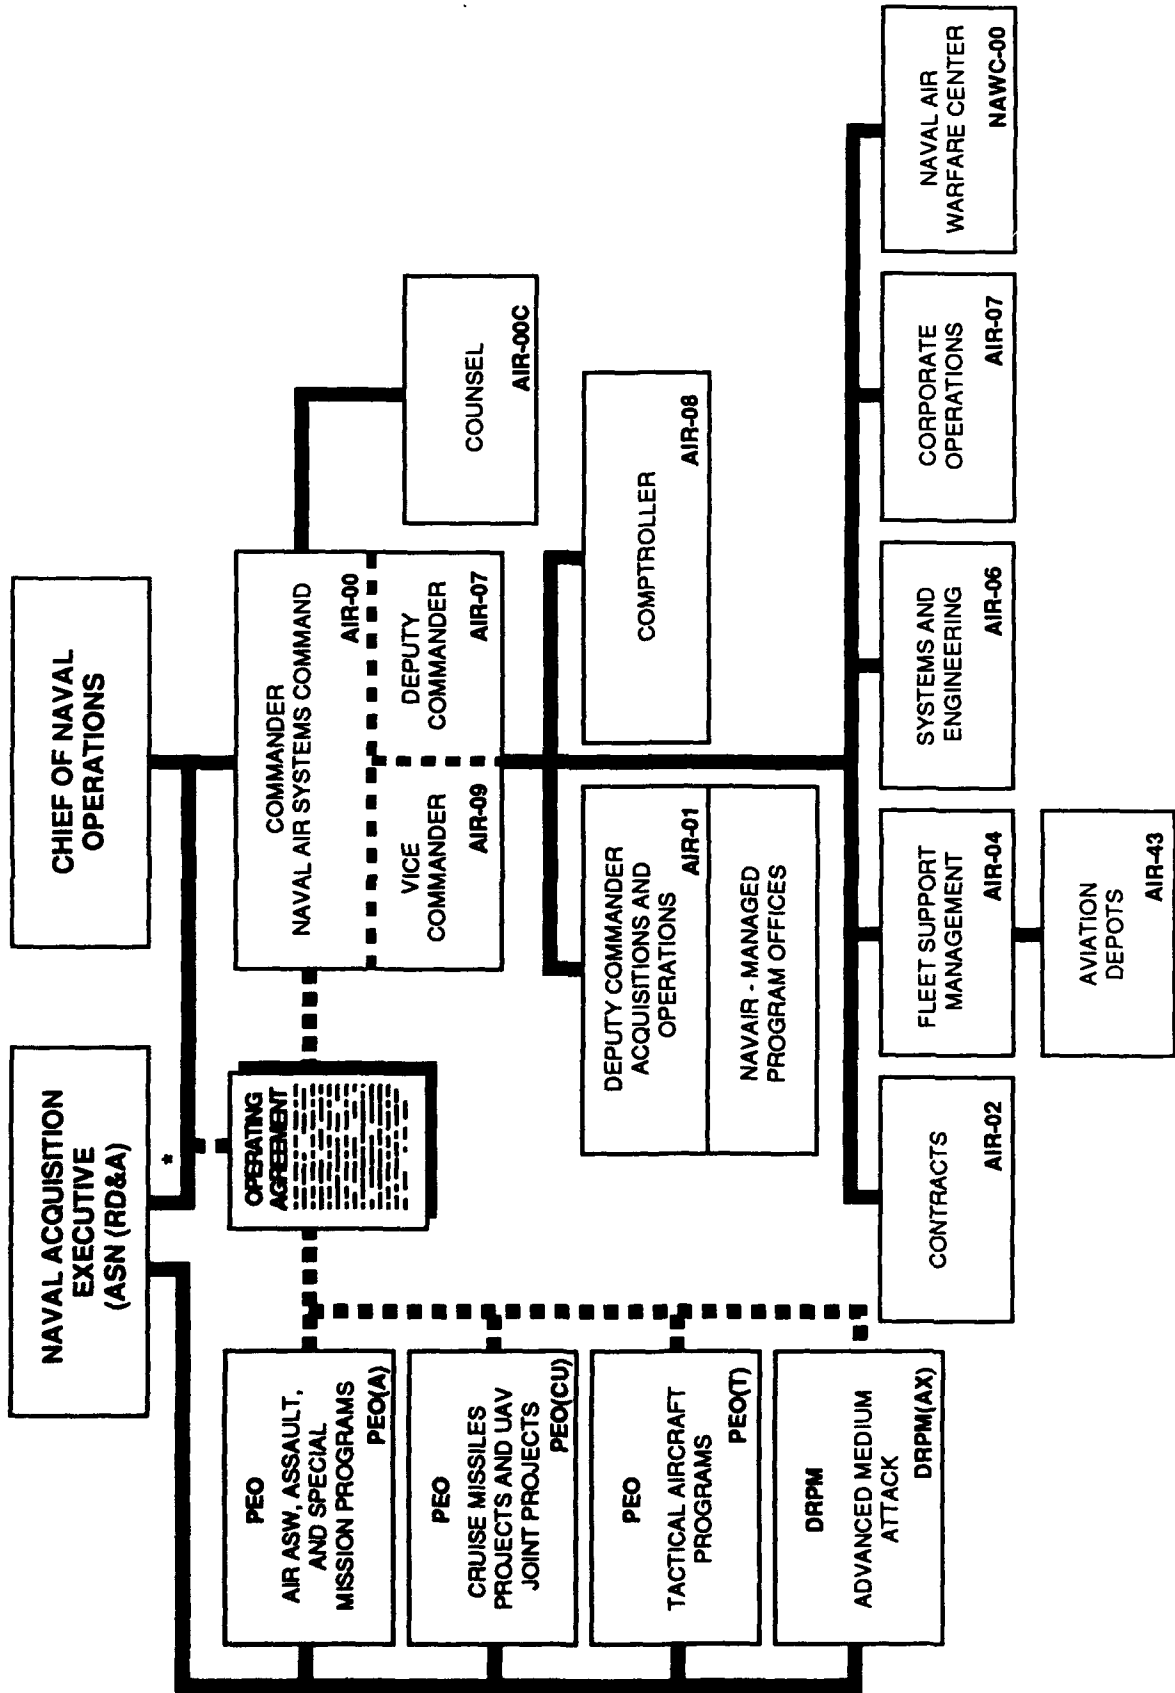 NAVAL ACQUISITION
EXECUTIVE
(ASN (RD&A)
CHIEF OF NAVAL
OPERATIONS
*
OPERATING
AGREEMENT
COMMANDER
NAVAL AIR SYSTEMS COMMAND
AIR-00
VICE
COMMANDER
AIR-09
DEPUTY
COMMANDER
AIR-07
COUNSEL
AIR-00C
PEO
AIR ASW, ASSAULT,
AND SPECIAL
MISSION PROGRAMS
PEO(A)
PEO
CRUISE MISSILES
PROJECTS AND UAV
JOINT PROJECTS
PEO(CU)
PEO
TACTICAL AIRCRAFT
PROGRAMS
PEO(T)
DRPM
ADVANCED MEDIUM
ATTACK
DRPM(AX)
DEPUTY COMMANDER
ACQUISITIONS AND
OPERATIONS
AIR-01
NAVAIR - MANAGED
PROGRAM OFFICES
COMPTROLLER
AIR-08
CONTRACTS
AIR-02
FLEET SUPPORT
MANAGEMENT
AIR-04
SYSTEMS AND
ENGINEERING
AIR-06
CORPORATE
OPERATIONS
AIR-07
NAVAL AIR
WARFARE CENTER
NAWC-00
AVIATION
DEPOTS
AIR-43